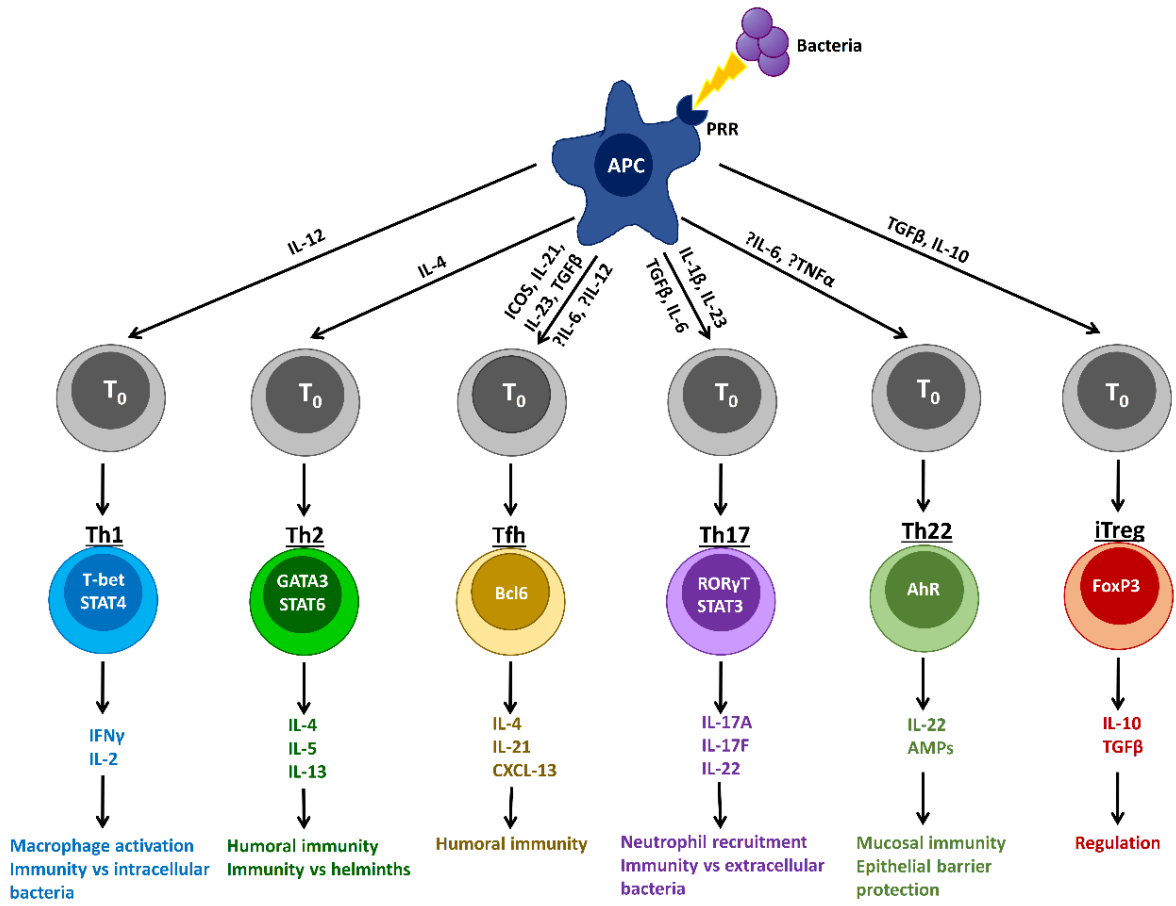 Bacteria
PRR
APC
IL-12
IL-4
ICOS, IL-21,
IL-23, TGFβ
?IL-6, ?IL-12
IL-1β, IL-23
TGFβ, IL-6
?IL-6, ?TNFα
TGFβ, IL-10
T0
T0
T0
T0
T0
T0
Th1
T-bet
STAT4
IFNγ
IL-2
Macrophage activation
Immunity vs intracellular
bacteria
Th2
GATA3
STAT6
IL-4
IL-5
IL-13
Humoral immunity
Immunity vs helminths
Tfh
Bcl6
IL-4
IL-21
CXCL-13
Humoral immunity
Th17
RORγT
STAT3
IL-17A
IL-17F
IL-22
Neutrophil recruitment
Immunity vs extracellular
bacteria
Th22
AhR
IL-22
AMPs
Mucosal immunity
Epithelial barrier
protection
iTreg
FoxP3
IL-10
TGFβ
Regulation